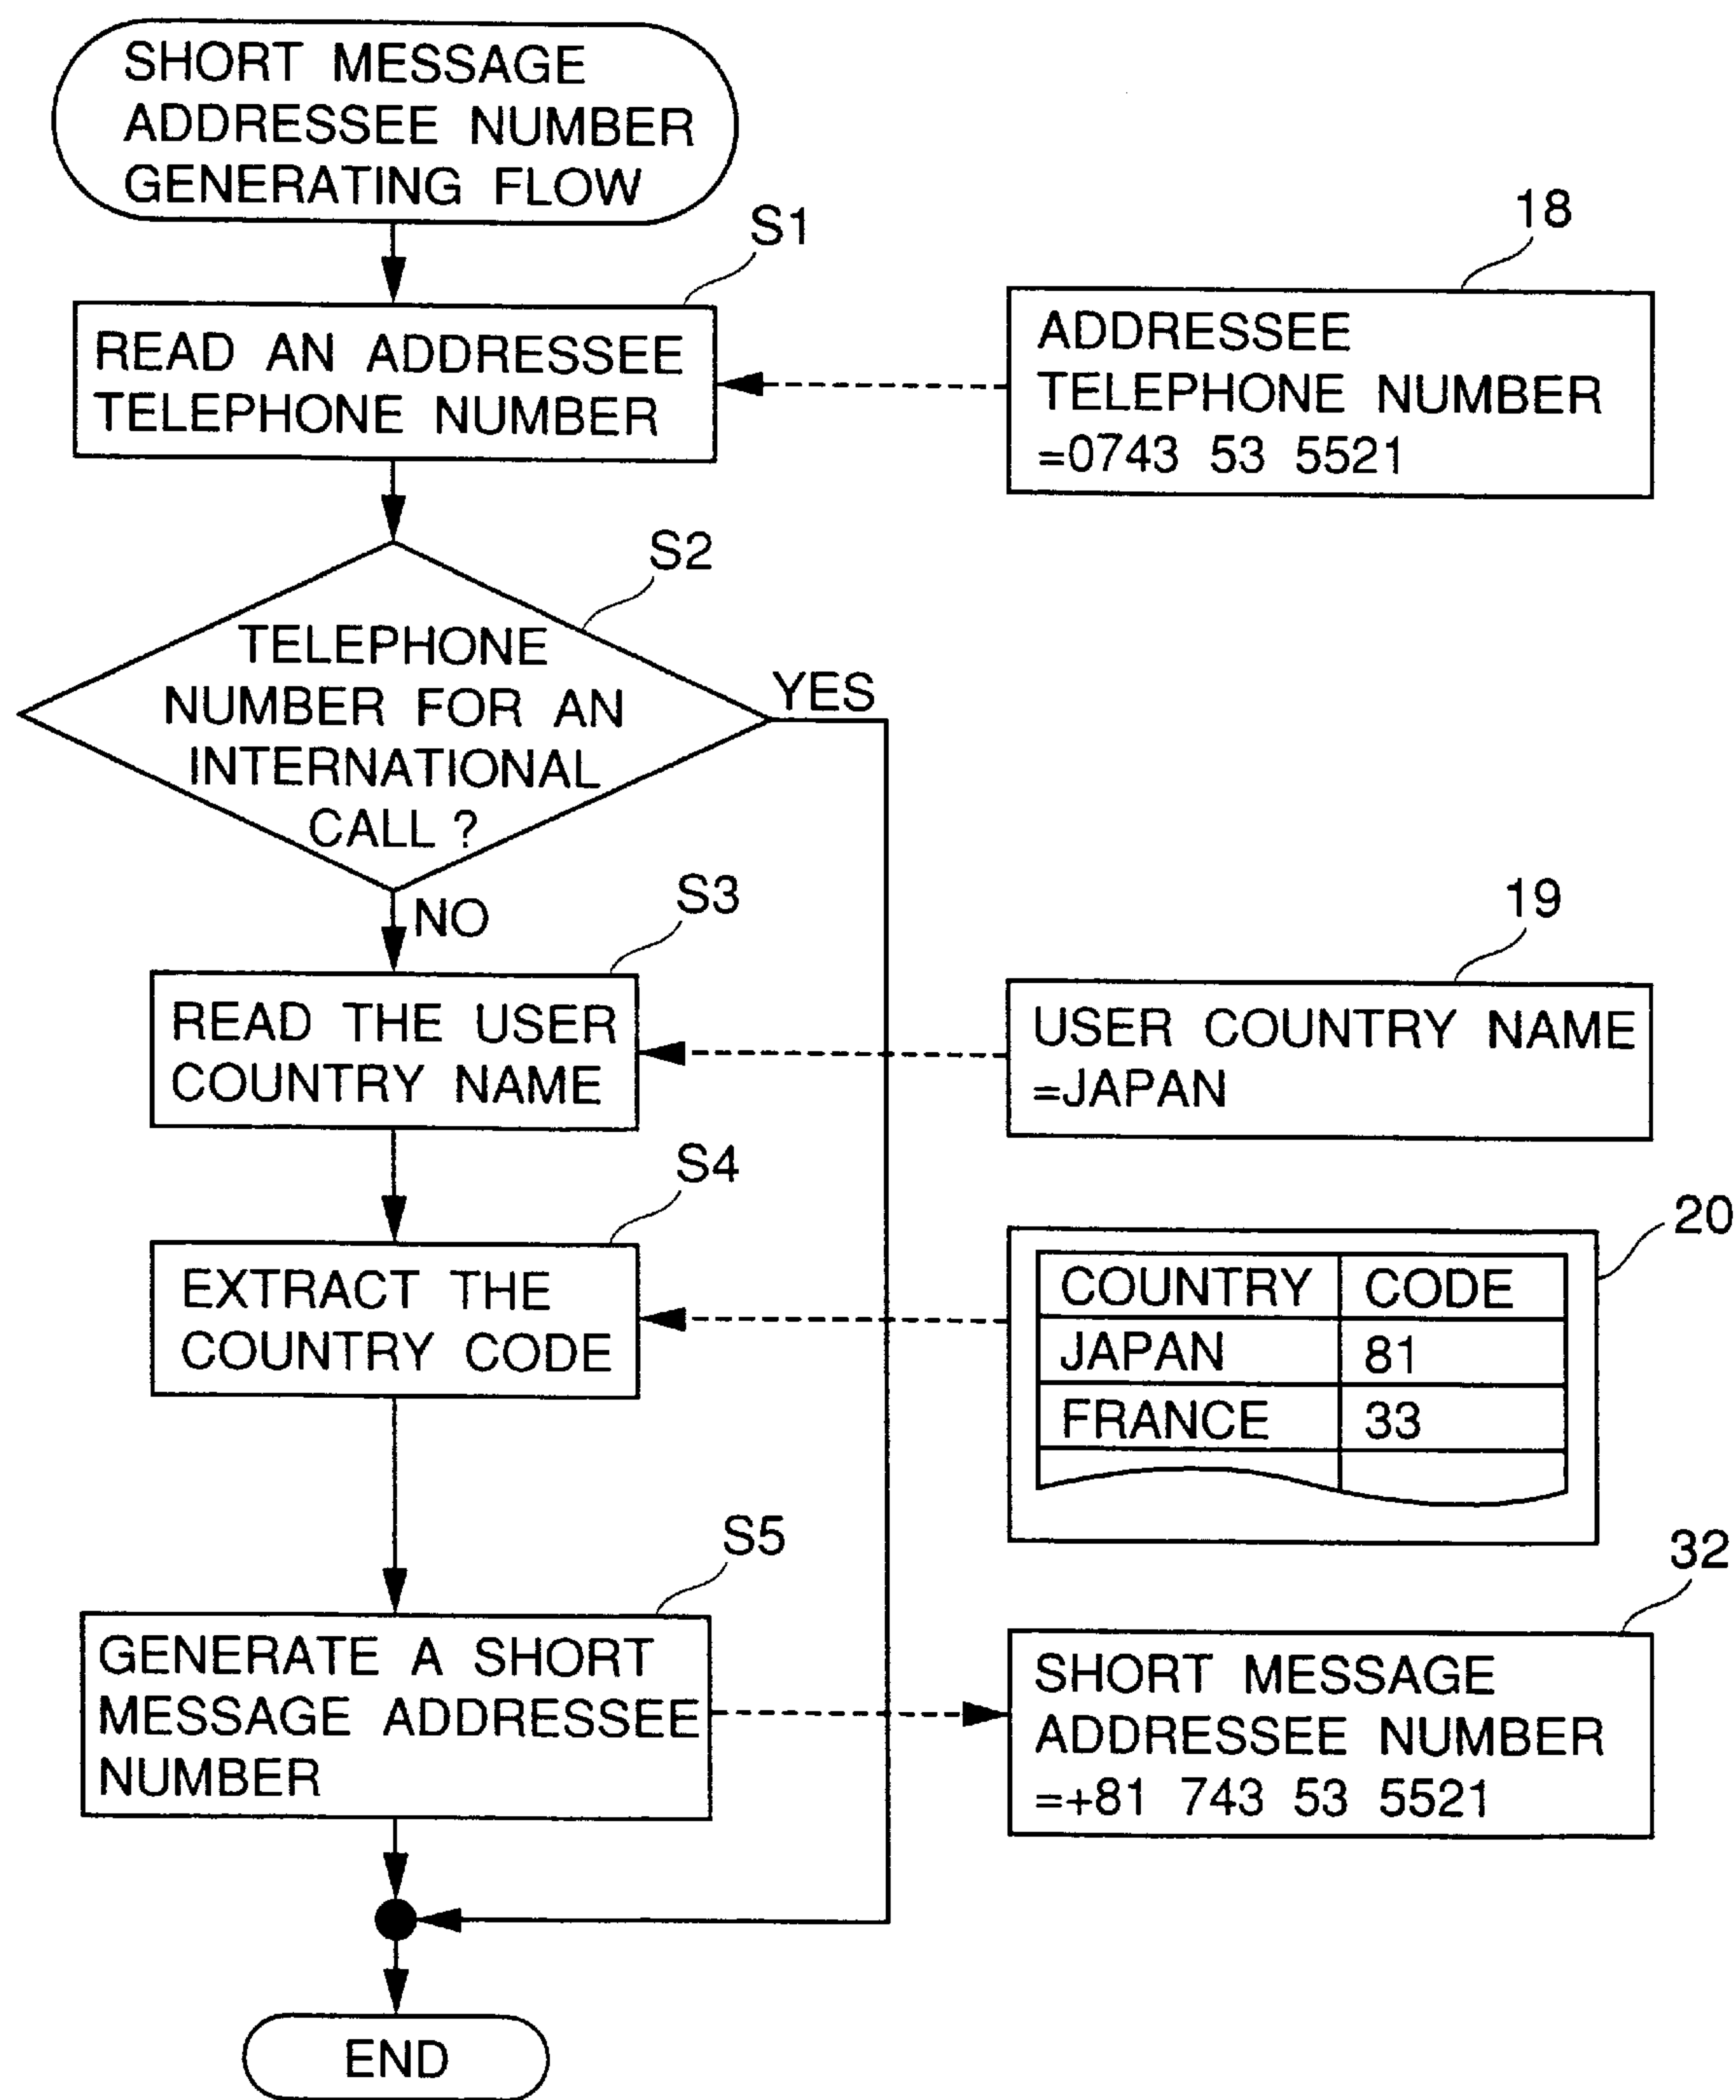 SHORT MESSAGE
ADDRESSEE NUMBER
GENERATING FLOW
S1
READ AN ADDRESSEE
TELEPHONE NUMBER
18
ADDRESSEE
TELEPHONE NUMBER
=0743 53 5521
S2
TELEPHONE
NUMBER FOR AN
INTERNATIONAL
CALL ?
YES
NO
S3
READ THE USER
COUNTRY NAME
19
USER COUNTRY NAME
=JAPAN
S4
EXTRACT THE
COUNTRY CODE
20
COUNTRY CODE
JAPAN 81
FRANCE 33
S5
GENERATE A SHORT
MESSAGE ADDRESSEE
NUMBER
32
SHORT MESSAGE
ADDRESSEE NUMBER
=+81 743 53 5521
END